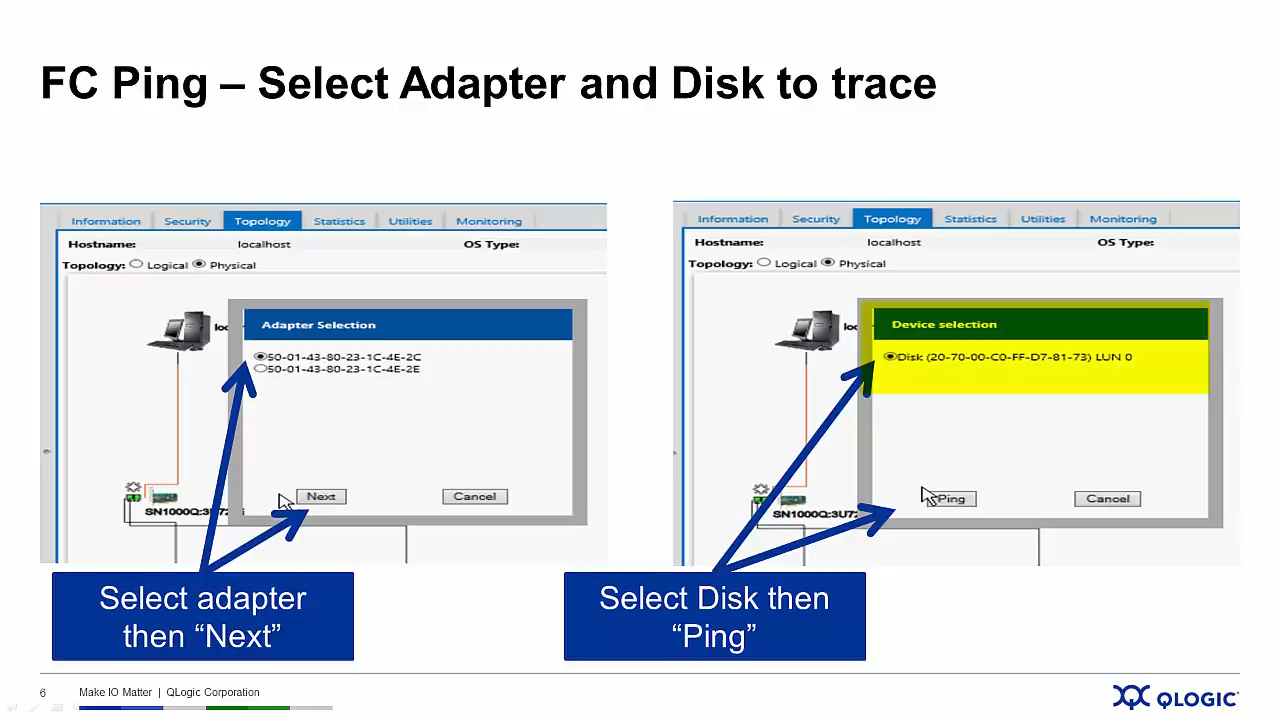 FC Ping – Select Adapter and Disk to trace
Information Security Topology Statistics Utilities Monitoring
Hostname: localhost OS Type:
Topology: Logical Physical
Adapter Selection
50-01-43-80-23-1C-4E-2C
50-01-43-80-23-1C-4E-2E
Next Cancel
Select adapter
then “Next”
Information Security Topology Statistics Utilities Monitoring
Hostname: localhost OS Type:
Topology: Logical Physical
Device selection
Disk (20-70-00-C0-FF-D7-81-73) LUN 0
Ping Cancel
SN1000Q:3U72
Select Disk then
“Ping”
6 Make IO Matter | QLogic Corporation
QLOGIC